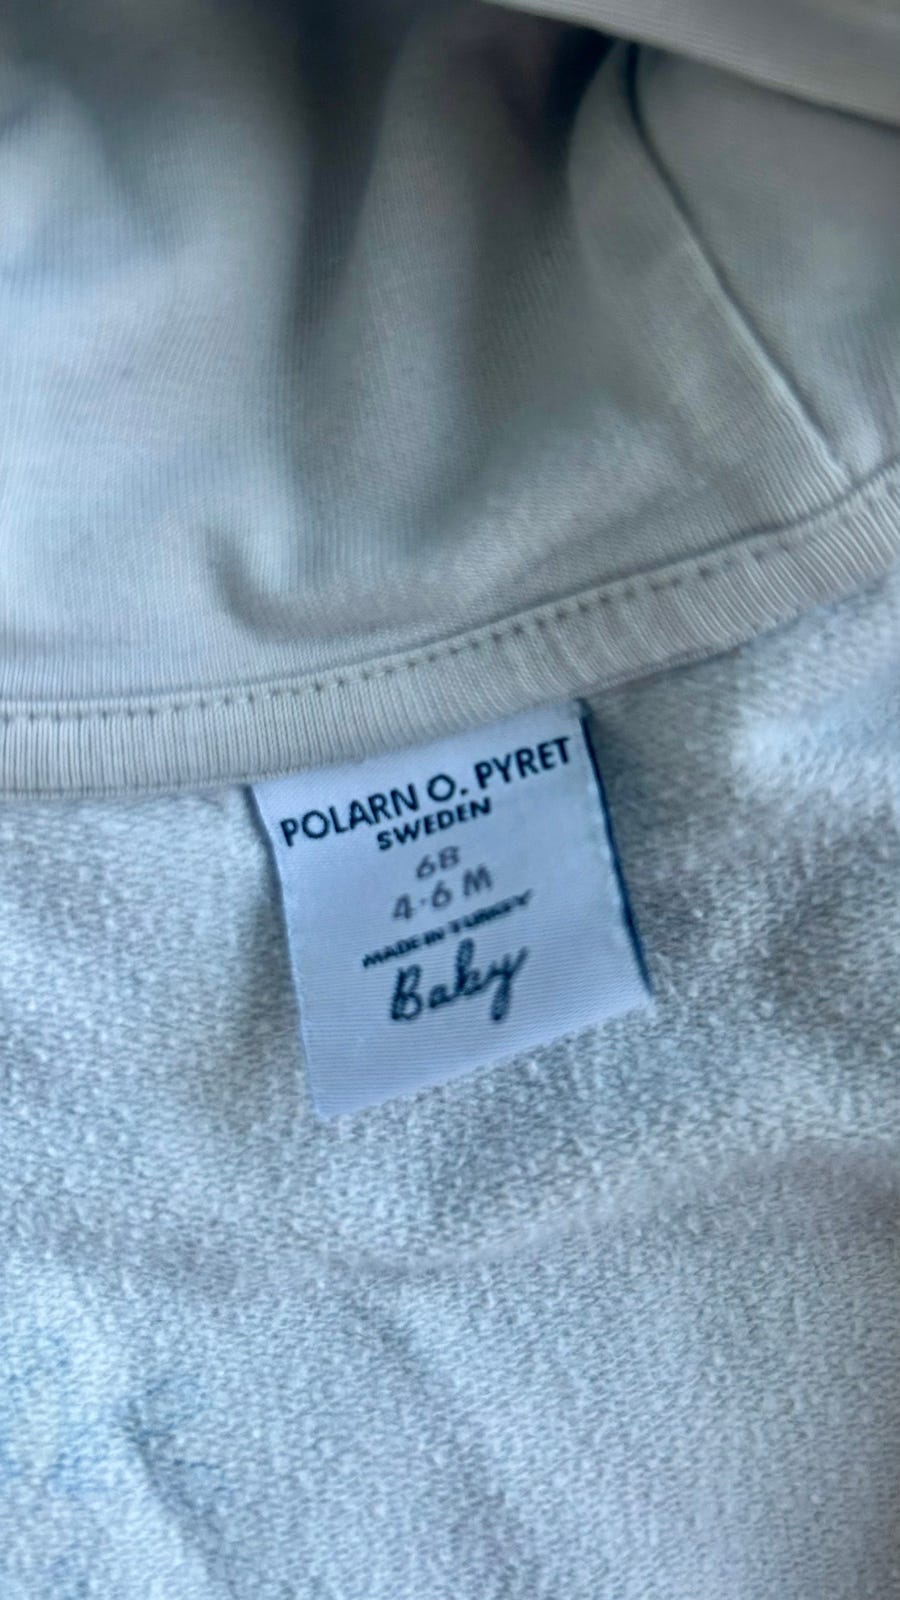 POLARN O. PYRET
SWEDEN
68
4-6 M
MADE IN TURKEY
Baby